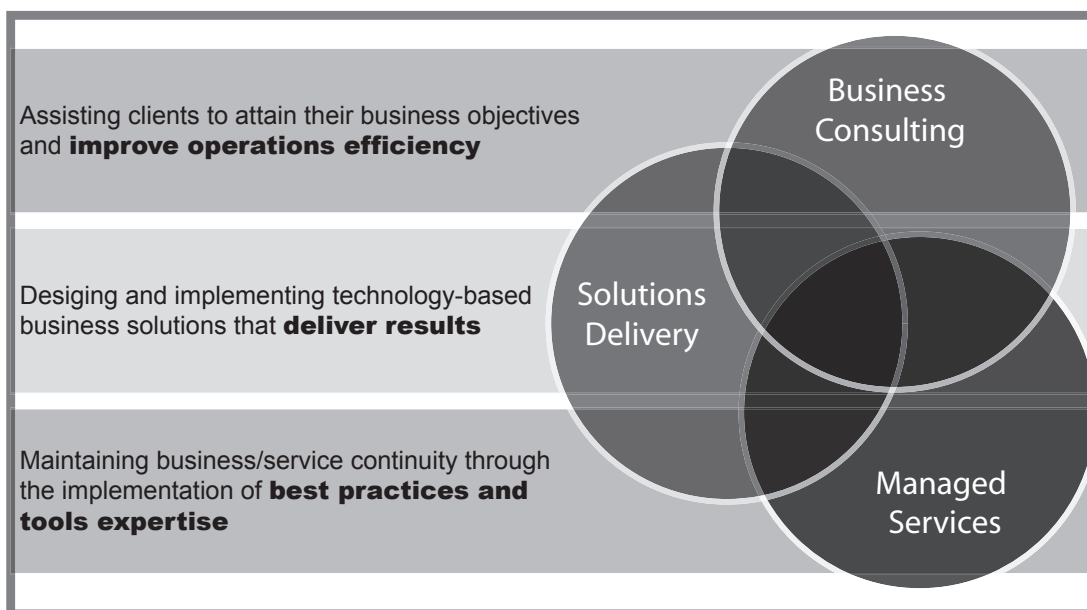 Assisting clients to attain their business objectives
and improve operations efficiency
Business
Consulting
Desiging and implementing technology-based
business solutions that deliver results
Solutions
Delivery
Maintaining business/service continuity through
the implementation of best practices and
tools expertise
Managed
Services